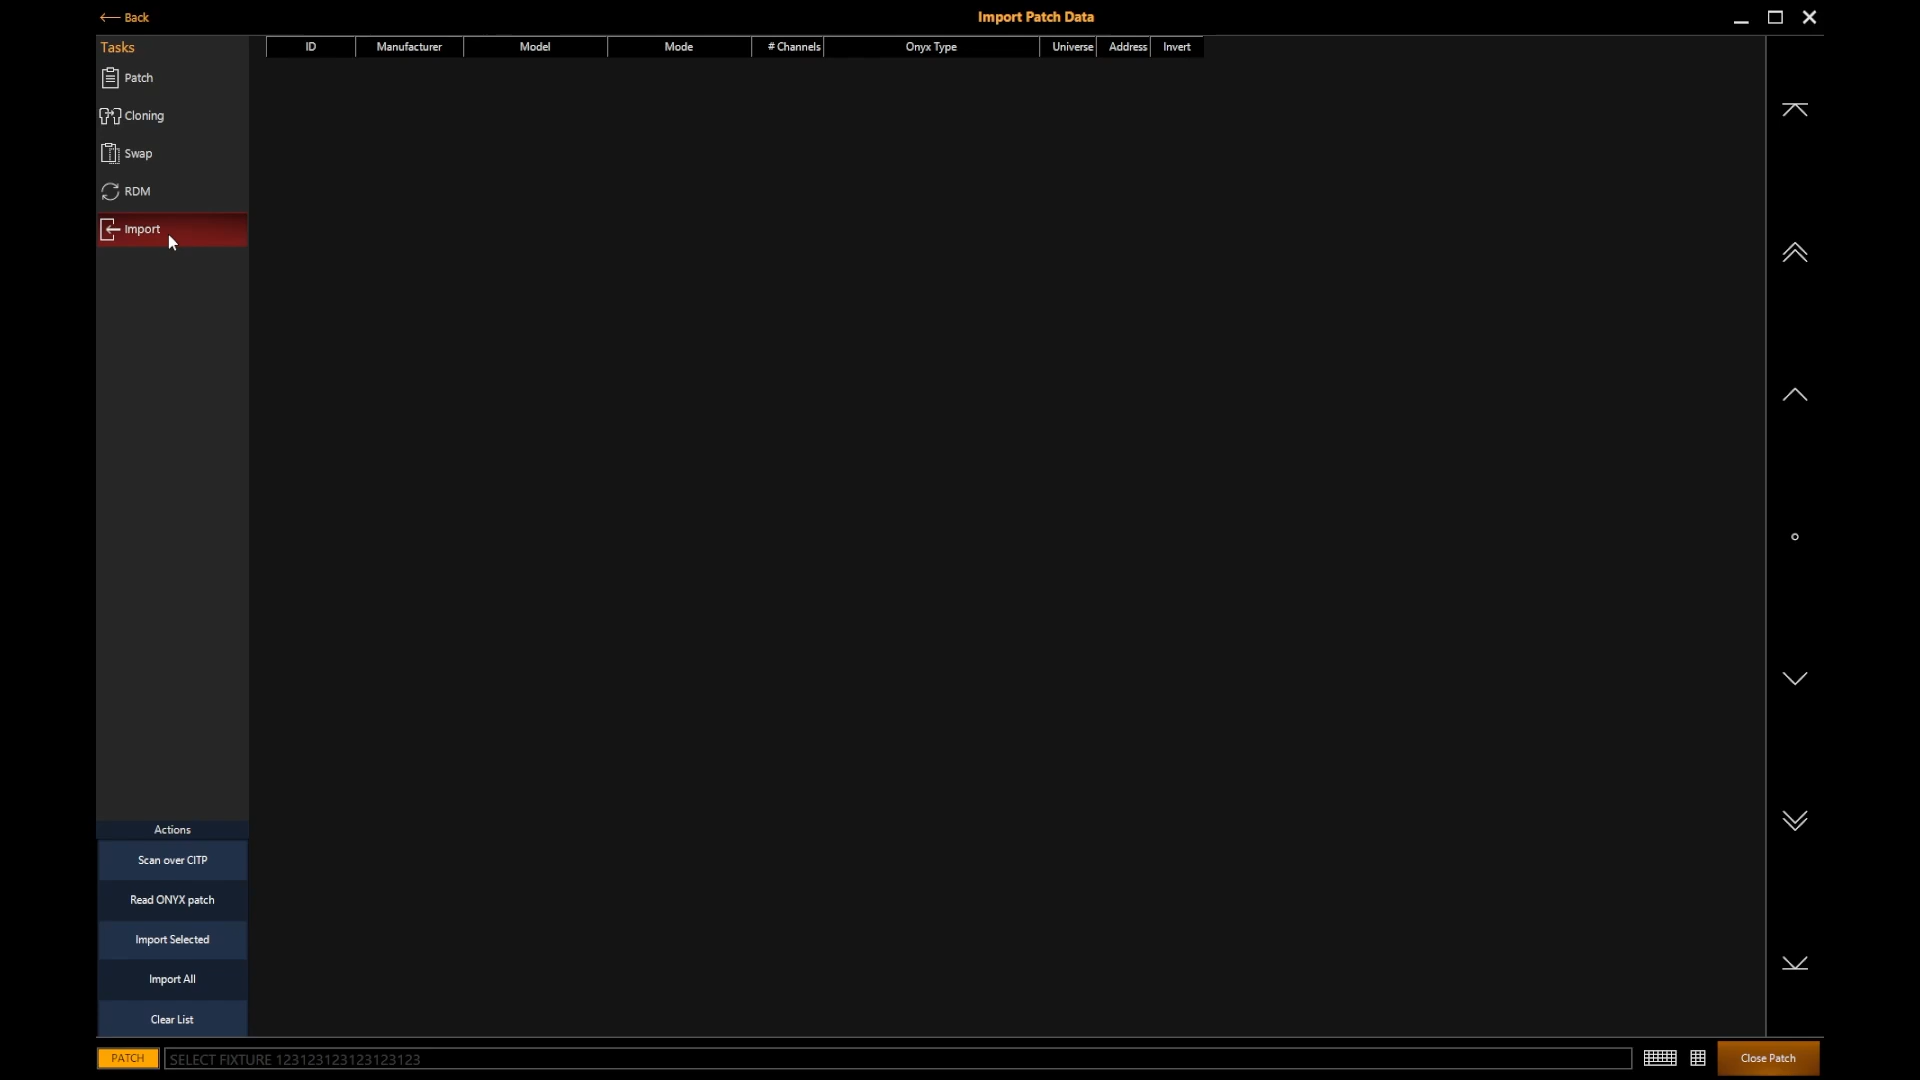 Back
Import Patch Data
Tasks
ID Manufacturer Model Mode # Channels Onyx Type Universe Address Invert
Patch
Cloning
Swap
RDM
Import
Actions
Scan over CITP
Read ONYX patch
Import Selected
Import All
Clear List
PATCH SELECT FIXTURE 123123123123123123 Close Patch